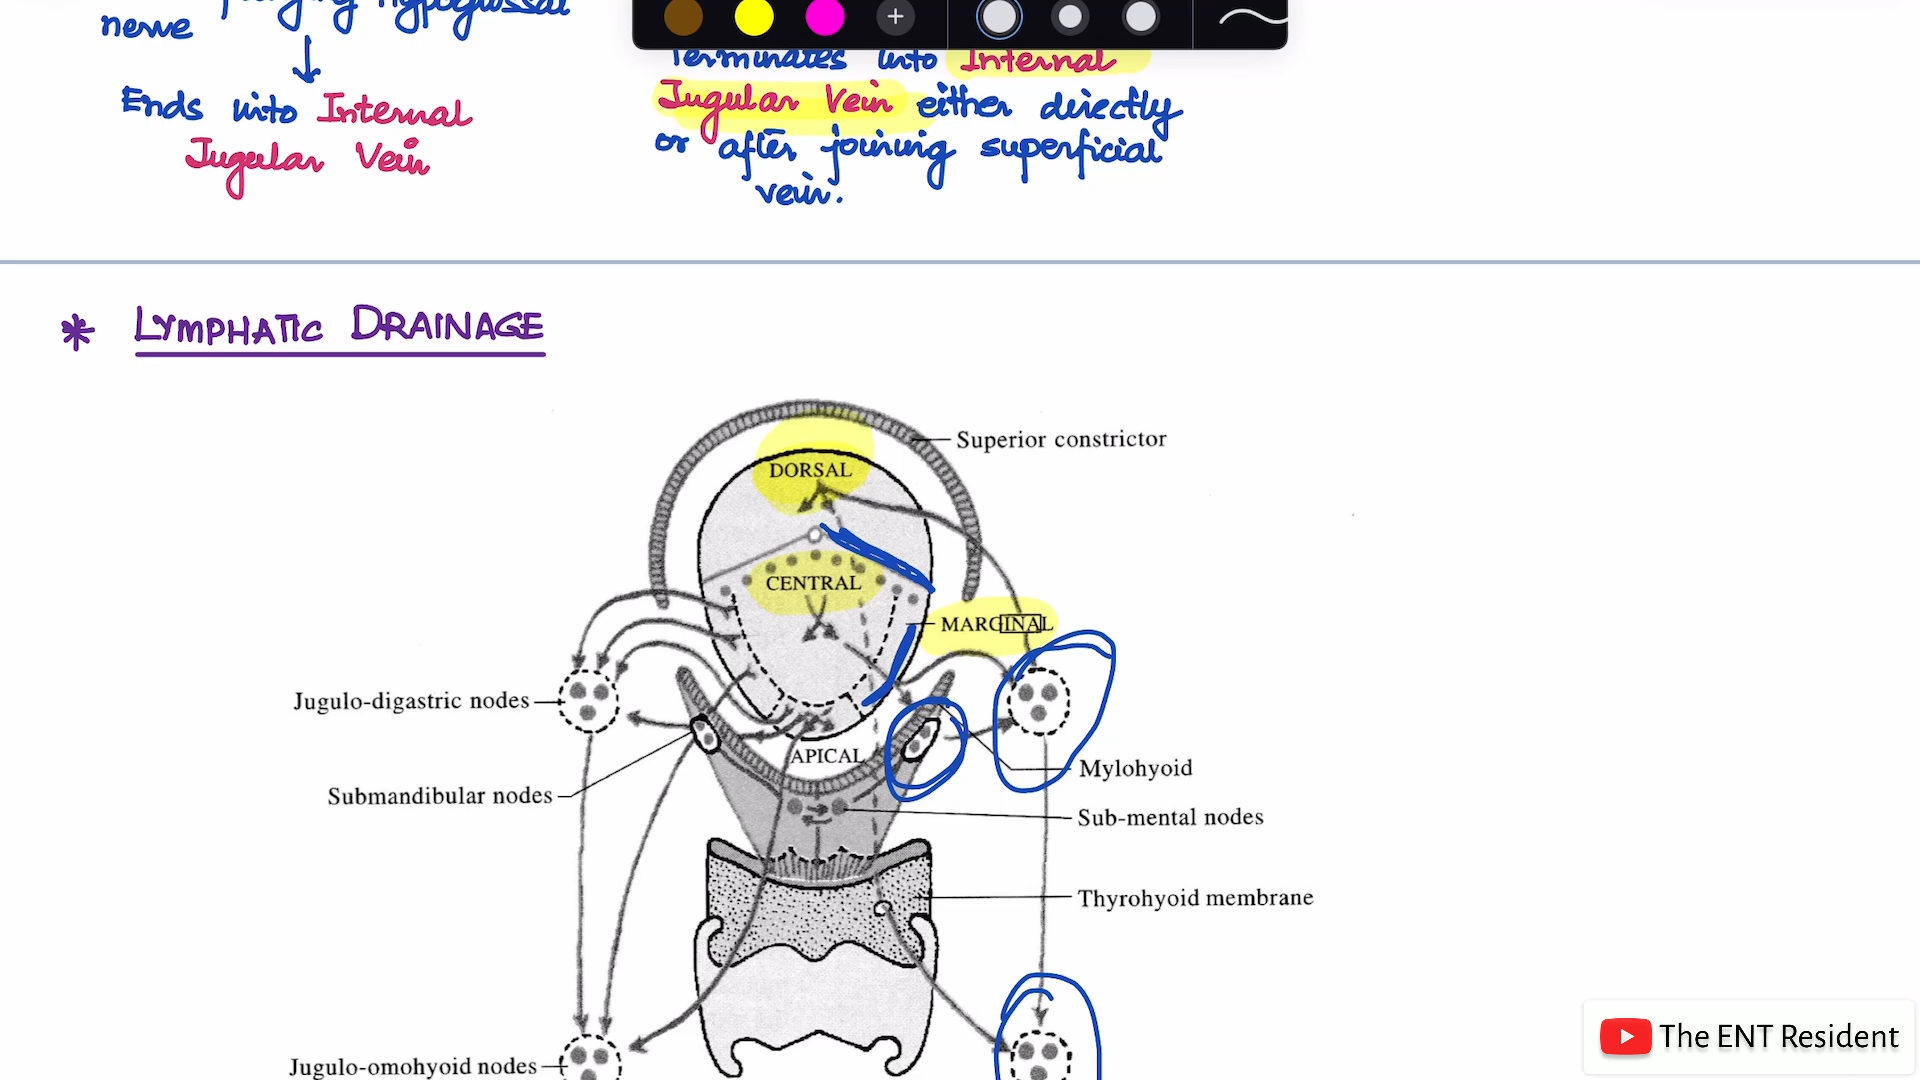 nerve
hypoglossal
Ends into Internal
Jugular Vein
Terminates into Internal
Jugular Vein either directly
or after joining superficial
vein.
* LYMPHATIC DRAINAGE
Superior constrictor
DORSAL
CENTRAL
MARGINAL
Jugulo-digastric nodes
APICAL
Mylohyoid
Submandibular nodes
Sub-mental nodes
Thyrohyoid membrane
Jugulo-omohyoid nodes
The ENT Resident